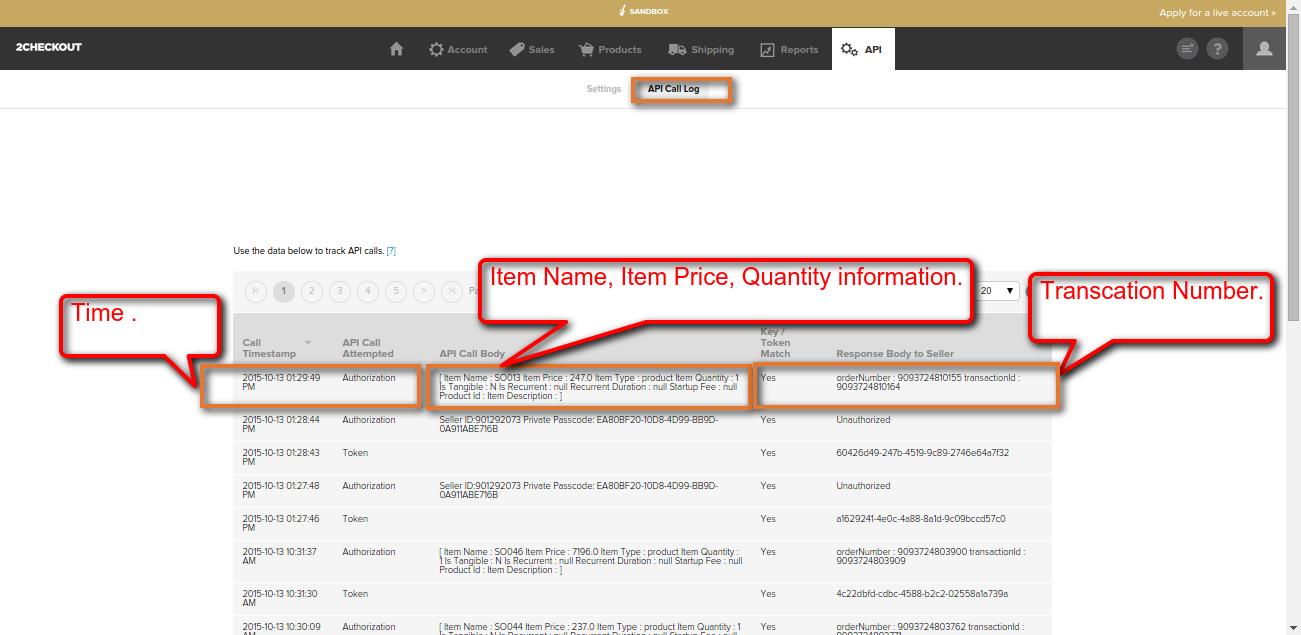 SANDBOX
Apply for a live account >
2CHECKOUT
Account
Sales
Products
Shipping
Reports
API
?
Settings
API Call Log
Use the data below to track API calls. [?]
|<
1
2
3
4
5
>
>|
20
Item Name, Item Price, Quantity information.
Transcation Number.
Time .
Call
Timestamp
API Call
Attempted
API Call Body
Key /
Token
Match
Response Body to Seller
2015-10-13 01:29:49
PM
Authorization
[ Item Name : SO013 Item Price : 247.0 Item Type : product Item Quantity : 1
Is Tangible : N Is Recurrent : null Recurrent Duration : null Startup Fee : null
Product Id : Item Description : ]
Yes
orderNumber : 9093724810155 transactionId :
9093724810164
2015-10-13 01:28:44
PM
Authorization
Seller ID:901292073 Private Passcode: EA80BF20-10D8-4D99-BB9D-
0A911ABE716B
Yes
Unauthorized
2015-10-13 01:28:43
PM
Token
Yes
60426d49-247b-4519-9c89-2746e64a7f32
2015-10-13 01:27:48
PM
Authorization
Seller ID:901292073 Private Passcode: EA80BF20-10D8-4D99-BB9D-
0A911ABE716B
Yes
Unauthorized
2015-10-13 01:27:46
PM
Token
Yes
a1629241-4e0c-4a88-8a1d-9c09bccd57c0
2015-10-13 10:31:37
AM
Authorization
[ Item Name : SO046 Item Price : 7196.0 Item Type : product Item Quantity :
1 Is Tangible : N Is Recurrent : null Recurrent Duration : null Startup Fee : null
Product Id : Item Description : ]
Yes
orderNumber : 9093724803900 transactionId :
9093724803909
2015-10-13 10:31:30
AM
Token
Yes
4c22dbfd-cdbc-4588-b2c2-02558a1a739a
2015-10-13 10:30:09
AM
Authorization
[ Item Name : SO044 Item Price : 237.0 Item Type : product Item Quantity : 1
Is Tangible : N Is Recurrent : null Recurrent Duration : null Startup Fee : null
Yes
orderNumber : 9093724803762 transactionId :